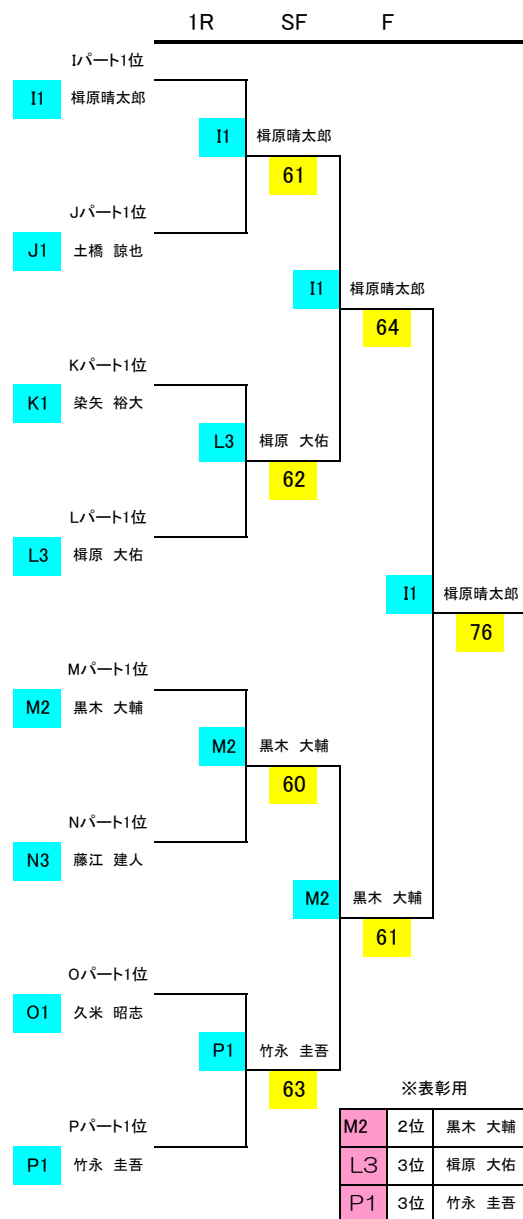 1R SF F
Iパート1位
I1 楫原晴太郎
I1 楫原晴太郎
61
Jパート1位
J1 土橋 諒也
I1 楫原晴太郎
64
Kパート1位
K1 染矢 裕大
L3 楫原 大佑
62
Lパート1位
L3 楫原 大佑
I1 楫原晴太郎
76
Mパート1位
M2 黒木 大輔
M2 黒木 大輔
60
Nパート1位
N3 藤江 建人
M2 黒木 大輔
61
Oパート1位
O1 久米 昭志
P1 竹永 圭吾
63
Pパート1位
P1 竹永 圭吾
※表彰用
M2 2位 黒木 大輔
L3 3位 楫原 大佑
P1 3位 竹永 圭吾